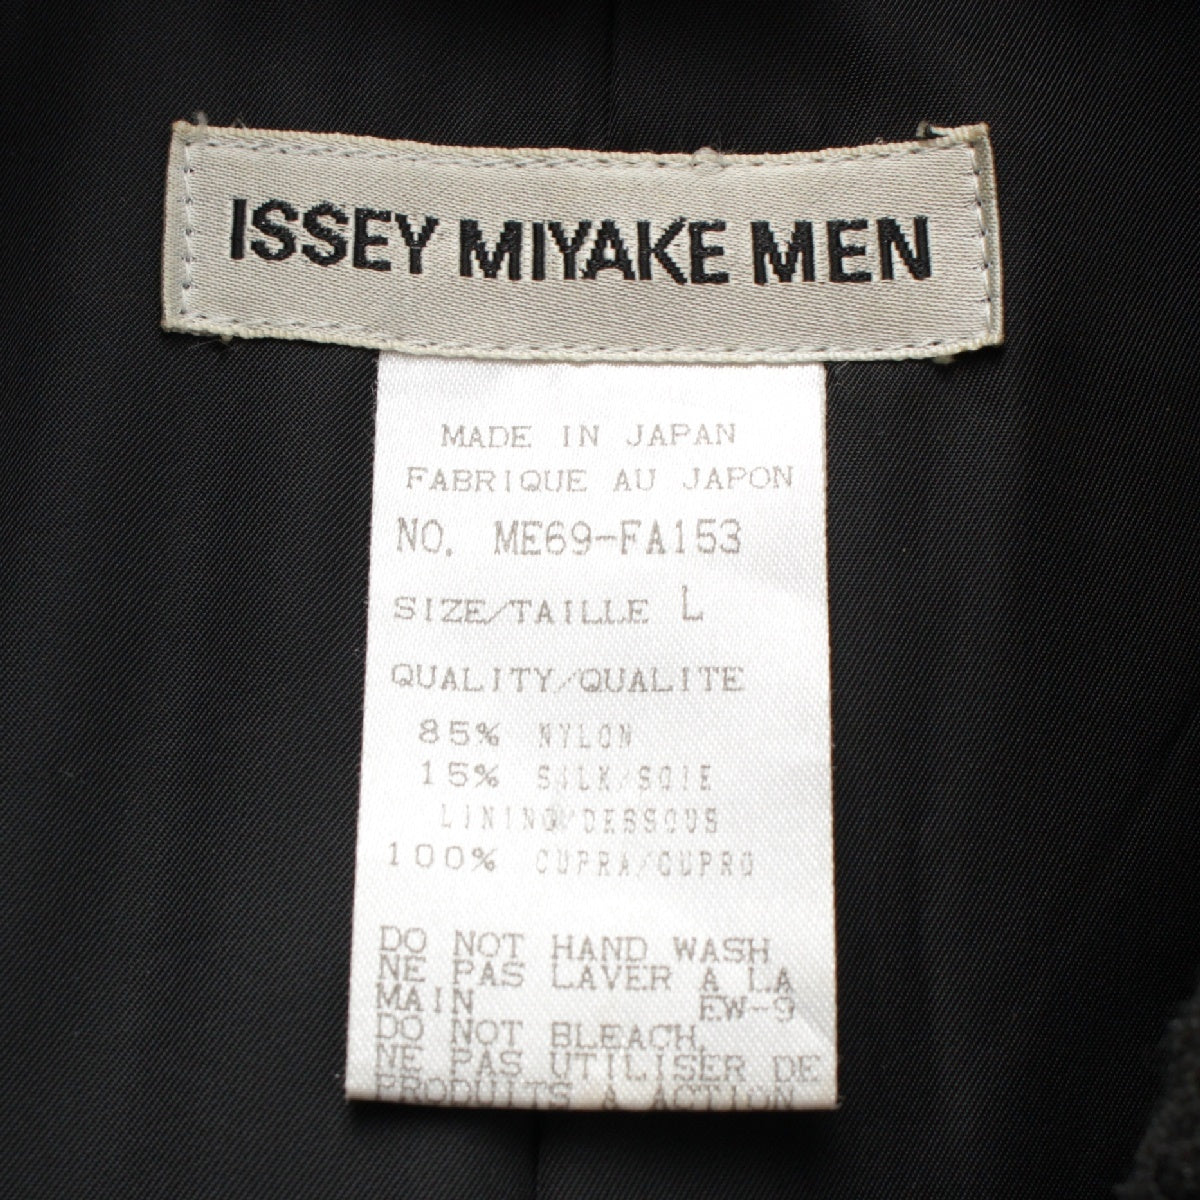 ISSEY MIYAKE MEN
MADE IN JAPAN
FABRIQUE AU JAPON
NO. ME69-FA153
SIZE/TAILLE L
QUALITY/QUALITE
85% NYLON
15% SILK/SOIE
LINING/DESSOUS
100% CUPRA/CUPRO
DO NOT HAND WASH
NE PAS LAVER A LA
MAIN EW-9
DO NOT BLEACH.
NE PAS UTILISER DE
PRODUITS A ACTION